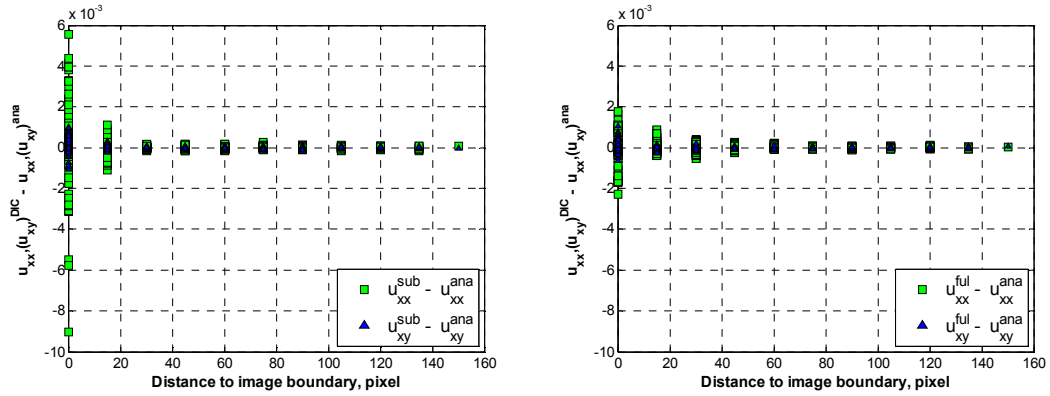 x 10⁻³
6
4
2
0
-2
-4
-6
-8
-10
0 20 40 60 80 100 120 140 160
Distance to image boundary, pixel
u_xx,(u_xy)^DIC - u_xx,(u_xy)^ana
u_xx^sub - u_xx^ana
u_xy^sub - u_xy^ana
x 10⁻³
6
4
2
0
-2
-4
-6
-8
-10
0 20 40 60 80 100 120 140 160
Distance to image boundary, pixel
u_xx,(u_xy)^DIC - u_xx,(u_xy)^ana
u_xx^ful - u_xx^ana
u_xy^ful - u_xy^ana